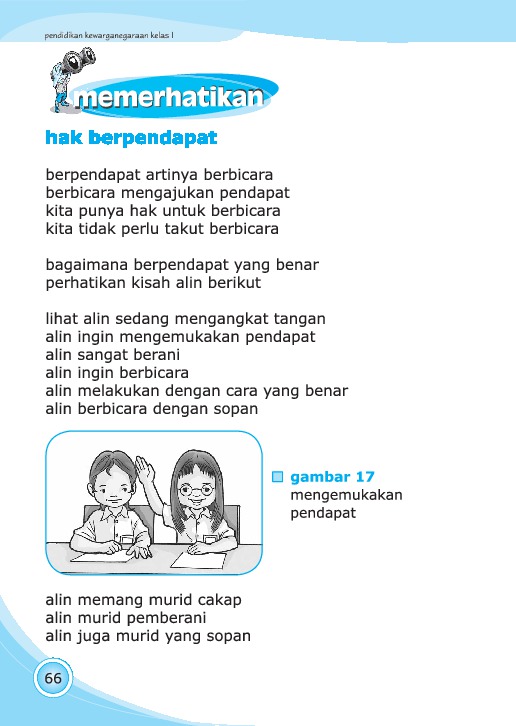 pendidikan kewarganegaraan kelas I
memerhatikan
hak berpendapat
berpendapat artinya berbicara
berbicara mengajukan pendapat
kita punya hak untuk berbicara
kita tidak perlu takut berbicara
bagaimana berpendapat yang benar
perhatikan kisah alin berikut
lihat alin sedang mengangkat tangan
alin ingin mengemukakan pendapat
alin sangat berani
alin ingin berbicara
alin melakukan dengan cara yang benar
alin berbicara dengan sopan
gambar 17
mengemukakan
pendapat
alin memang murid cakap
alin murid pemberani
alin juga murid yang sopan
66